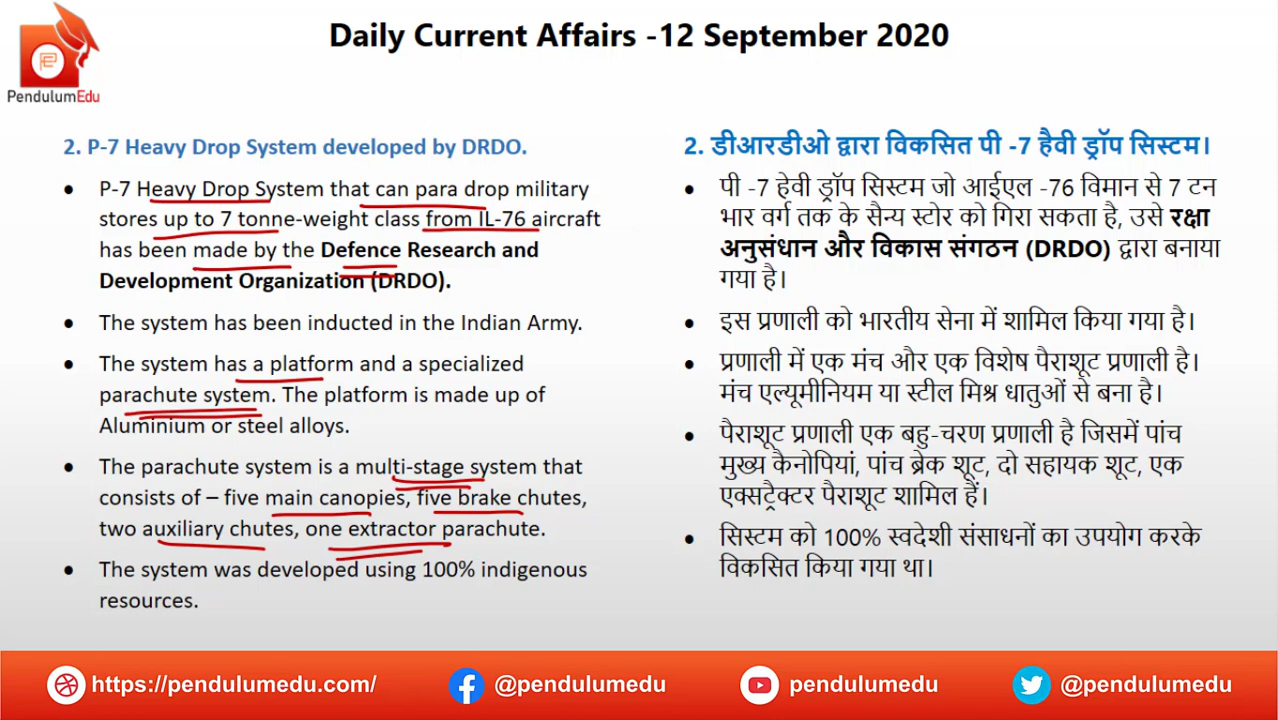 Daily Current Affairs -12 September 2020
PendulumEdu
2. P-7 Heavy Drop System developed by DRDO.
• P-7 Heavy Drop System that can para drop military
stores up to 7 tonne-weight class from IL-76 aircraft
has been made by the Defence Research and
Development Organization (DRDO).
• The system has been inducted in the Indian Army.
• The system has a platform and a specialized
parachute system. The platform is made up of
Aluminium or steel alloys.
• The parachute system is a multi-stage system that
consists of – five main canopies, five brake chutes,
two auxiliary chutes, one extractor parachute.
• The system was developed using 100% indigenous
resources.
2. डीआरडीओ द्वारा विकसित पी -7 हैवी ड्रॉप सिस्टम।
• पी -7 हेवी ड्रॉप सिस्टम जो आईएल -76 विमान से 7 टन
भार वर्ग तक के सैन्य स्टोर को गिरा सकता है, उसे रक्षा
अनुसंधान और विकास संगठन (DRDO) द्वारा बनाया
गया है।
• इस प्रणाली को भारतीय सेना में शामिल किया गया है।
• प्रणाली में एक मंच और एक विशेष पैराशूट प्रणाली है।
मंच एल्यूमीनियम या स्टील मिश्र धातुओं से बना है।
• पैराशूट प्रणाली एक बहु-चरण प्रणाली है जिसमें पांच
मुख्य कैनोपियां, पांच ब्रेक शूट, दो सहायक शूट, एक
एक्सट्रैक्टर पैराशूट शामिल हैं।
• सिस्टम को 100% स्वदेशी संसाधनों का उपयोग करके
विकसित किया गया था।
https://pendulumedu.com/ @pendulumedu pendulumedu @pendulumedu